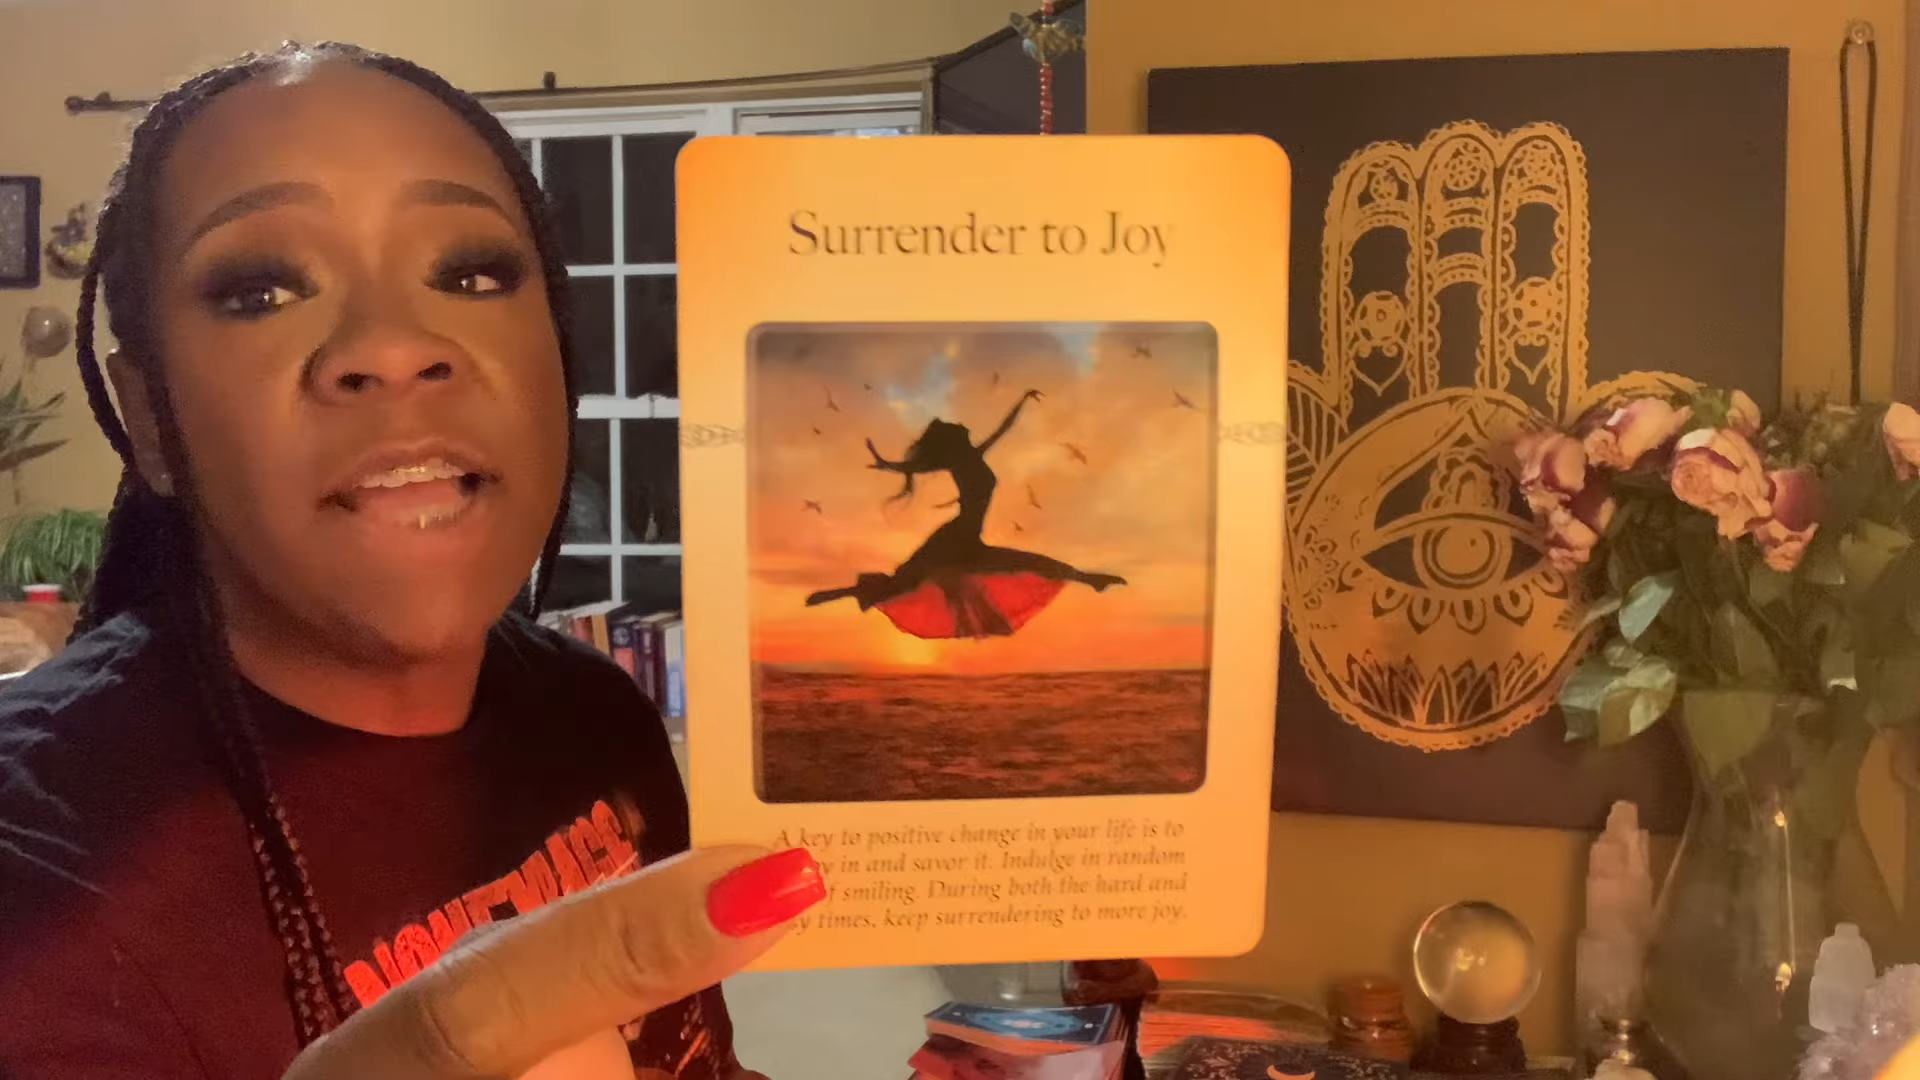 Surrender to Joy
A key to positive change in your life is to
in and savor it. Indulge in random
of smiling. During both the hard and
times, keep surrendering to more joy.